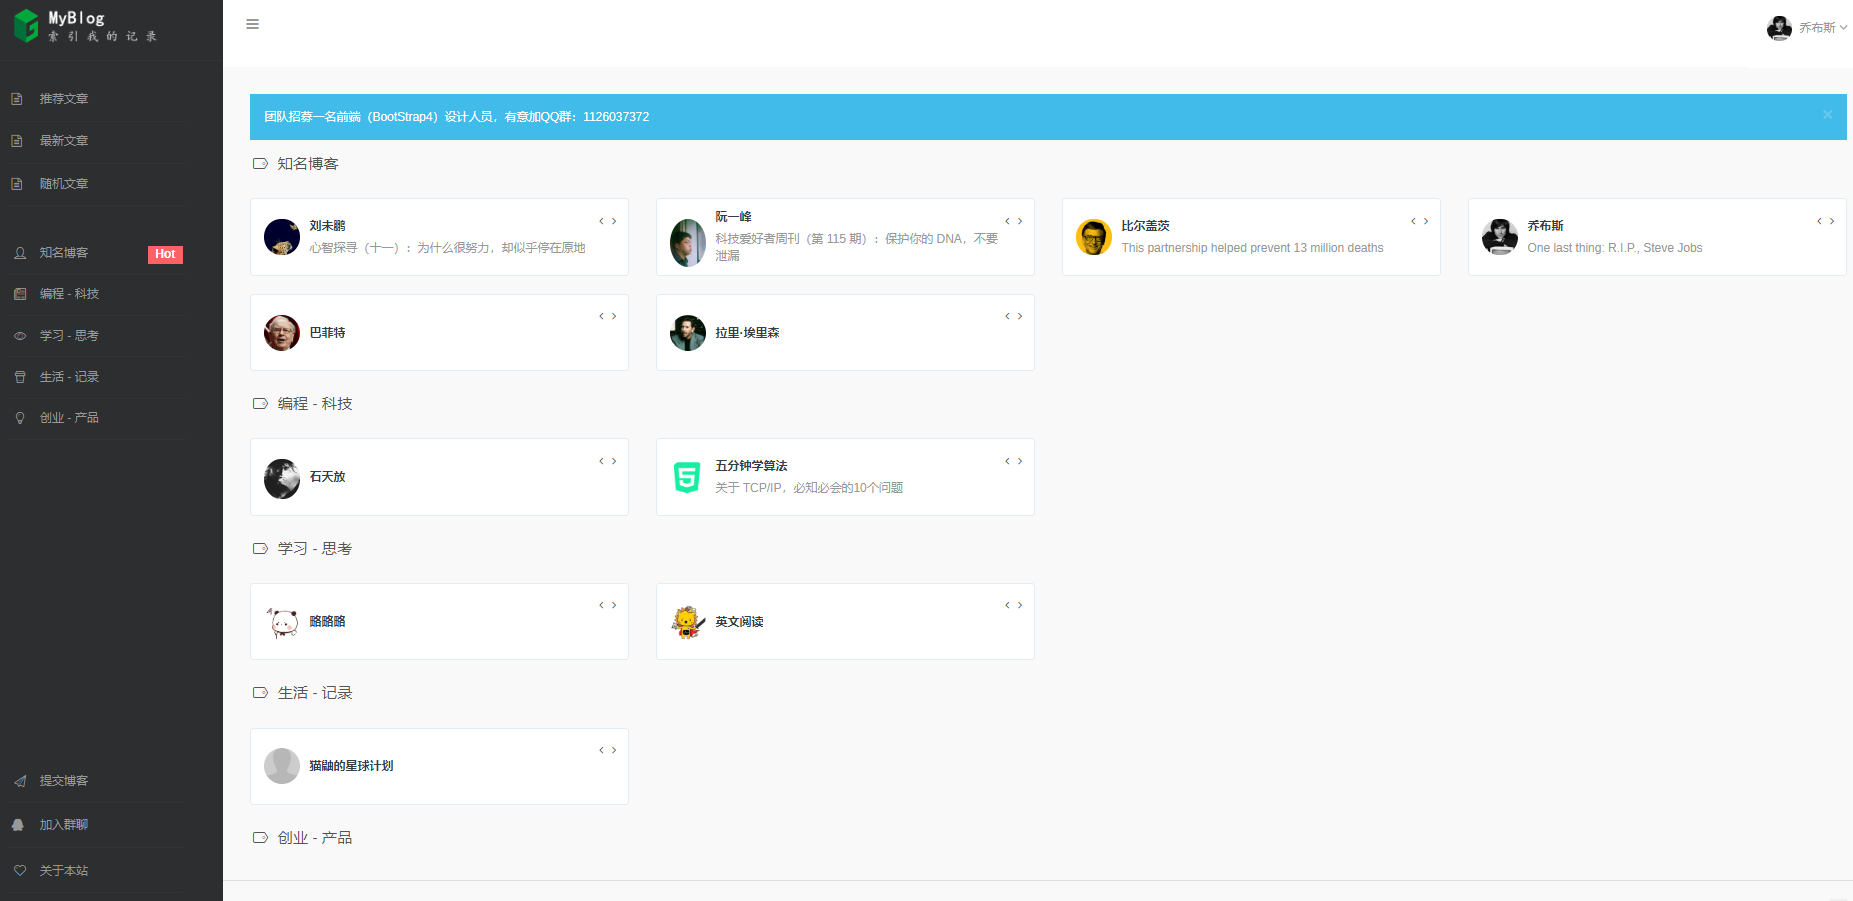 MyBlog
索引我的记录
乔布斯
推荐文章
最新文章
随机文章
知名博客 Hot
编程 - 科技
学习 - 思考
生活 - 记录
创业 - 产品
提交博客
加入群聊
关于本站
团队招募一名前端（BootStrap4）设计人员，有意加QQ群：1126037372
×
知名博客
刘未鹏
心智探寻（十一）：为什么很努力，却似乎停在原地
阮一峰
科技爱好者周刊（第 115 期）：保护你的 DNA，不要
泄漏
比尔盖茨
This partnership helped prevent 13 million deaths
乔布斯
One last thing: R.I.P., Steve Jobs
巴菲特
拉里·埃里森
编程 - 科技
石天放
五分钟学算法
关于 TCP/IP，必知必会的10个问题
学习 - 思考
略略略
英文阅读
生活 - 记录
猫鼬的星球计划
创业 - 产品